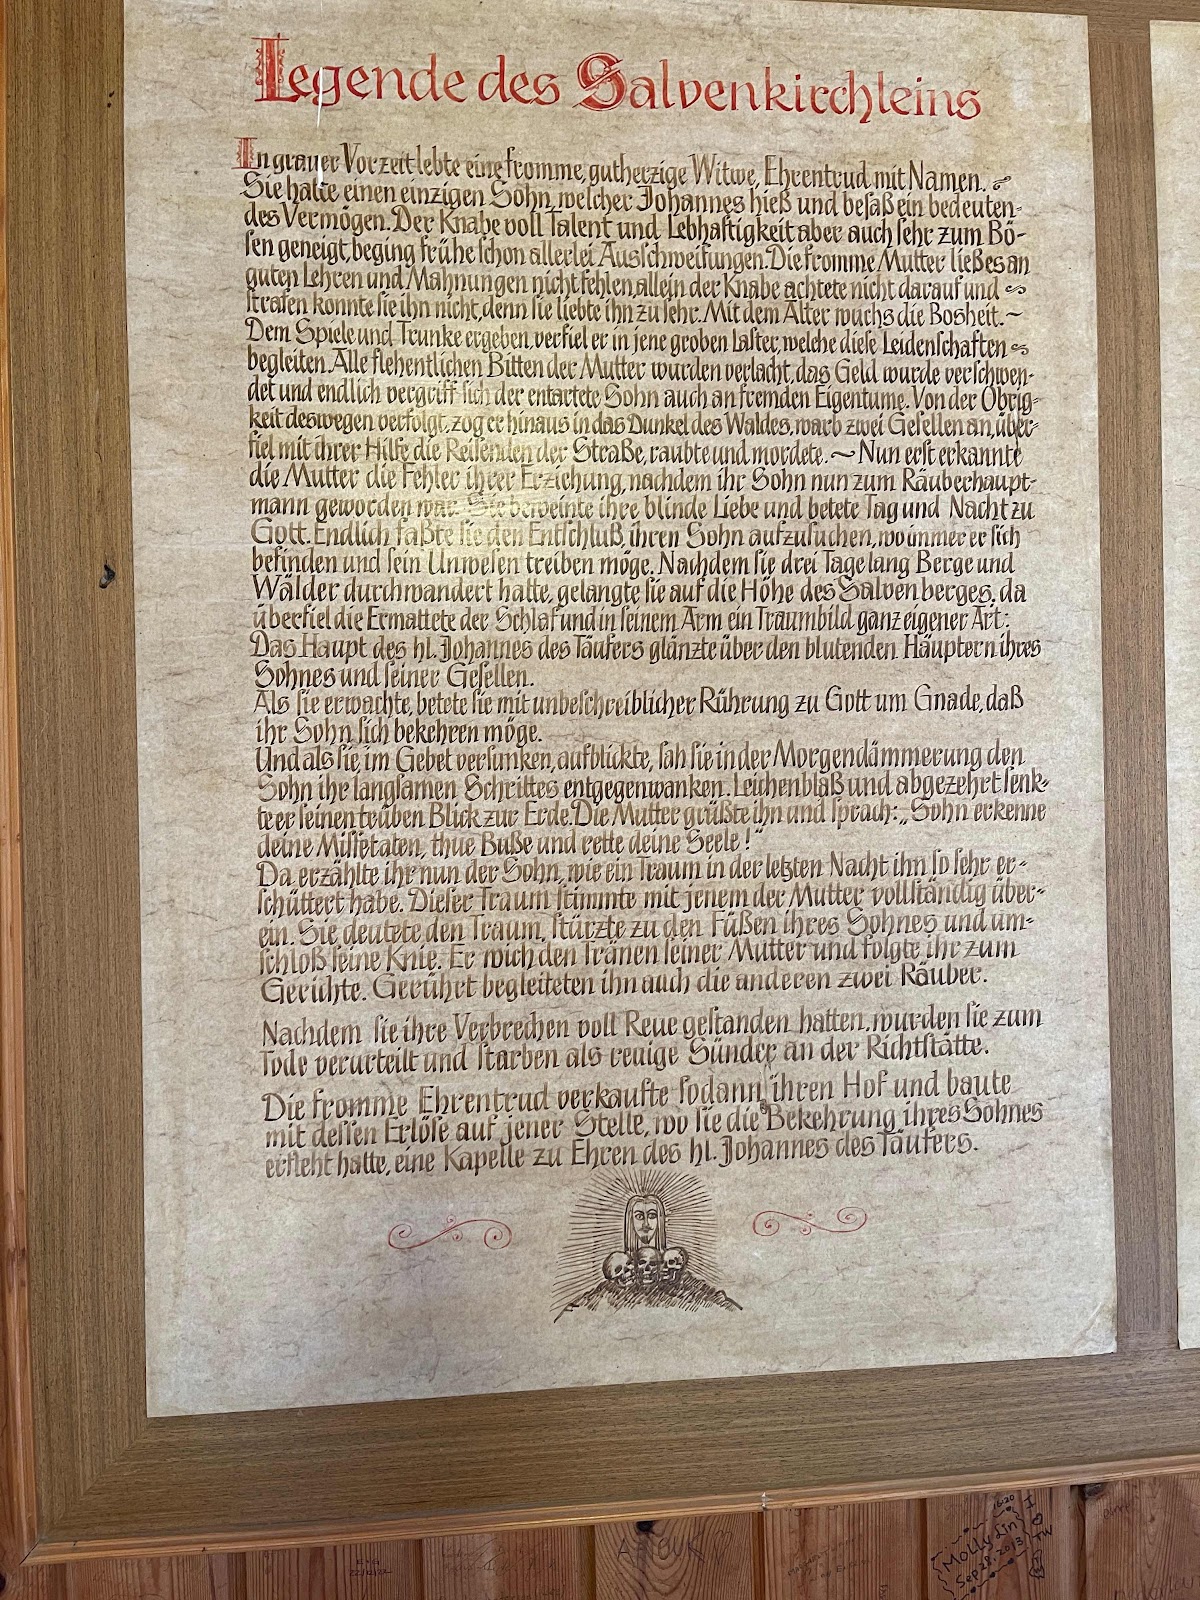 Legende des Salvenkirchleins
In grauer Vorzeit lebte eine fromme, gutherzige Witwe, Ehrentrud mit Namen.
Sie hatte einen einzigen Sohn, welcher Johannes hieß und besaß ein bedeuten-
des Vermögen. Der Knabe voll Talent und Lebhaftigkeit aber auch sehr zum Bö-
sen geneigt, beging frühe schon allerlei Ausschweifungen. Die fromme Mutter ließ es an
guten Lehren und Mahnungen nicht fehlen, allein der Knabe achtete nicht darauf und
strafen konnte sie ihn nicht, denn sie liebte ihn zu sehr. Mit dem Alter wuchs die Bosheit. ~
Dem Spiele und Trunke ergeben, verfiel er in jene groben Laster, welche diese Leidenschaften
begleiten. Alle flehentlichen Bitten der Mutter wurden verlacht, das Geld wurde verschwen-
det und endlich vergriff sich der entartete Sohn auch an fremden Eigentume. Von der Obrig-
keit deswegen verfolgt, zog er hinaus in das Dunkel des Waldes, warb zwei Gesellen an, über-
fiel mit ihrer Hilfe die Reisenden der Straße, raubte und mordete. ~ Nun erst erkannte
die Mutter die Fehler ihrer Erziehung, nachdem ihr Sohn nun zum Räuberhaupt-
mann geworden war. Sie beweinte ihre blinde Liebe und betete Tag und Nacht zu
Gott. Endlich faßte sie den Entschluß, ihren Sohn aufzusuchen, wo immer er sich
befinden und sein Unwesen treiben möge. Nachdem sie drei Tage lang Berge und
Wälder durchwandert hatte, gelangte sie auf die Höhe des Salvenberges, da
überfiel die Ermattete der Schlaf und in seinem Arm ein Traumbild ganz eigener Art:
Das Haupt des hl. Johannes des Täufers glänzte über den blutenden Häuptern ihres
Sohnes und seiner Gesellen.
Als sie erwachte, betete sie mit unbeschreiblicher Rührung zu Gott um Gnade, daß
ihr Sohn sich bekehren möge.
Und als sie, im Gebet versunken, aufblickte, sah sie in der Morgendämmerung den
Sohn ihr langsamen Schrittes entgegenwanken. Leichenblaß und abgezehrt senk-
te er seinen trüben Blick zur Erde. Die Mutter grüßte ihn und sprach: „Sohn erkenne
deine Missetaten, thue Buße und rette deine Seele!"
Da erzählte ihr nun der Sohn, wie ein Traum in der letzten Nacht ihn so sehr er-
schüttert habe. Dieser Traum stimmte mit jenem der Mutter vollständig über-
ein. Sie deutete den Traum, stürzte zu den Füßen ihres Sohnes und um-
schloß seine Knie. Er wich den Tränen seiner Mutter und folgte ihr zum
Gerichte. Gerührt begleiteten ihn auch die anderen zwei Räuber.
Nachdem sie ihre Verbrechen voll Reue gestanden hatten, wurden sie zum
Tode verurteilt und starben als reuige Sünder an der Richtstätte.
Die fromme Ehrentrud verkaufte sodann ihren Hof und baute
mit dessen Erlöse auf jener Stelle, wo sie die Bekehrung ihres Sohnes
erfleht hatte, eine Kapelle zu Ehren des hl. Johannes des Täufers.
16:20
I
TW
Molly Lin
Sep 28, 2013